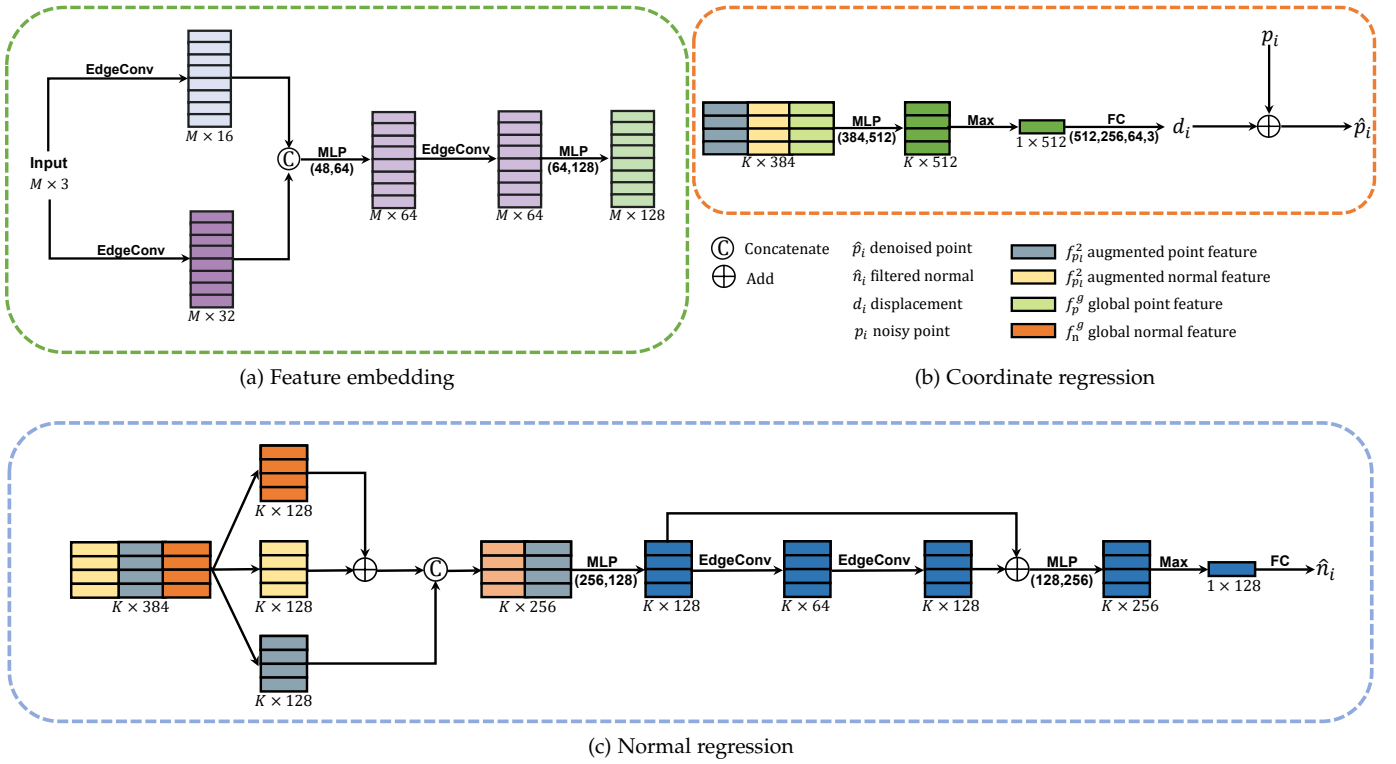 EdgeConv
M × 16
Input
M × 3
EdgeConv
M × 32
C
MLP
(48,64)
M × 64
EdgeConv
M × 64
MLP
(64,128)
M × 128
(a) Feature embedding
K × 384
MLP
(384,512)
K × 512
Max
1 × 512
FC
(512,256,64,3)
d_i
p_i
p̂_i
C Concatenate
Add
p̂_i denoised point
n̂_i filtered normal
d_i displacement
p_i noisy point
f_{p_i}^2 augmented point feature
f_{p_i}^2 augmented normal feature
f_p^g global point feature
f_n^g global normal feature
(b) Coordinate regression
K × 384
K × 128
K × 128
K × 128
C
K × 256
MLP
(256,128)
K × 128
EdgeConv
K × 64
EdgeConv
K × 128
MLP
(128,256)
K × 256
Max
1 × 128
FC
n̂_i
(c) Normal regression